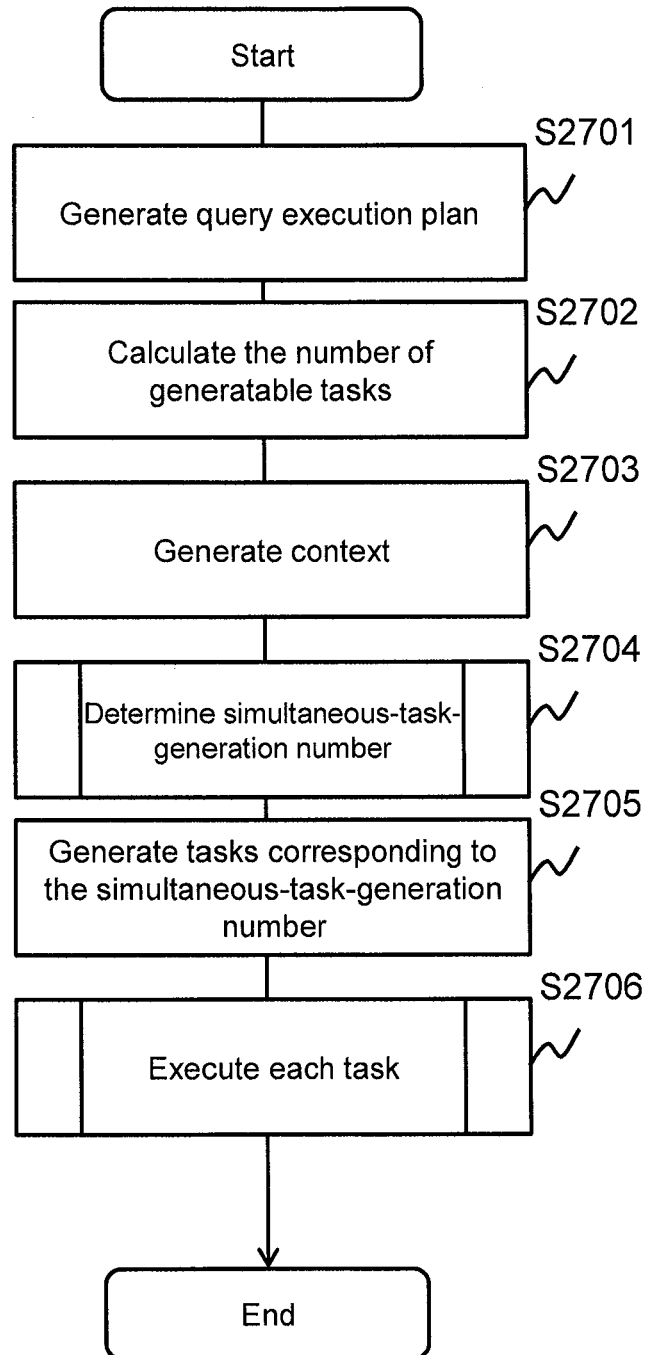 Start
S2701
Generate query execution plan
S2702
Calculate the number of
generatable tasks
S2703
Generate context
S2704
Determine simultaneous-task-
generation number
S2705
Generate tasks corresponding to
the simultaneous-task-generation
number
S2706
Execute each task
End